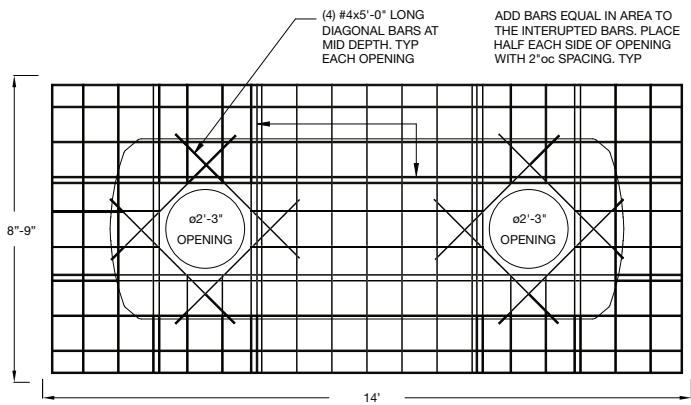 (4) #4x5'-0" LONG
DIAGONAL BARS AT
MID DEPTH. TYP
EACH OPENING
ADD BARS EQUAL IN AREA TO
THE INTERUPTED BARS. PLACE
HALF EACH SIDE OF OPENING
WITH 2"oc SPACING. TYP
8"-9"
ø2'-3"
OPENING
ø2'-3"
OPENING
14'